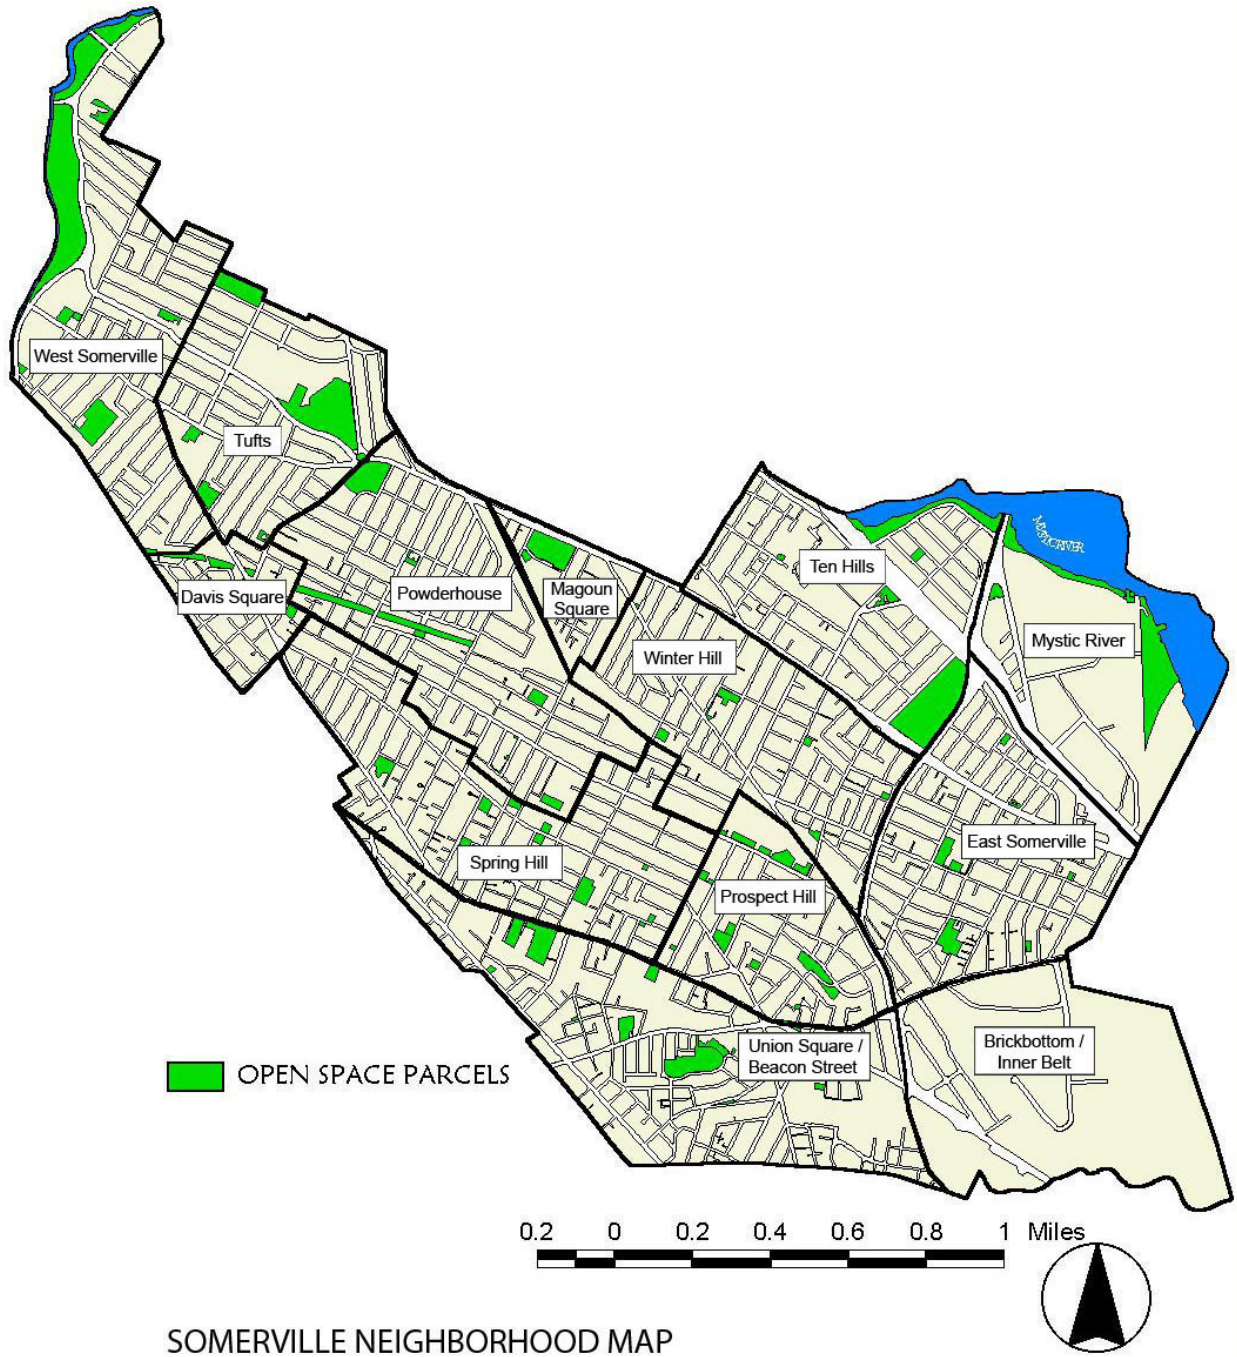 West Somerville
Tufts
Davis Square
Powderhouse
Magoun
Square
Winter Hill
Ten Hills
MYSTIC RIVER
Mystic River
East Somerville
Spring Hill
Prospect Hill
Union Square /
Beacon Street
Brickbottom /
Inner Belt
OPEN SPACE PARCELS
0.2 0 0.2 0.4 0.6 0.8 1 Miles
SOMERVILLE NEIGHBORHOOD MAP